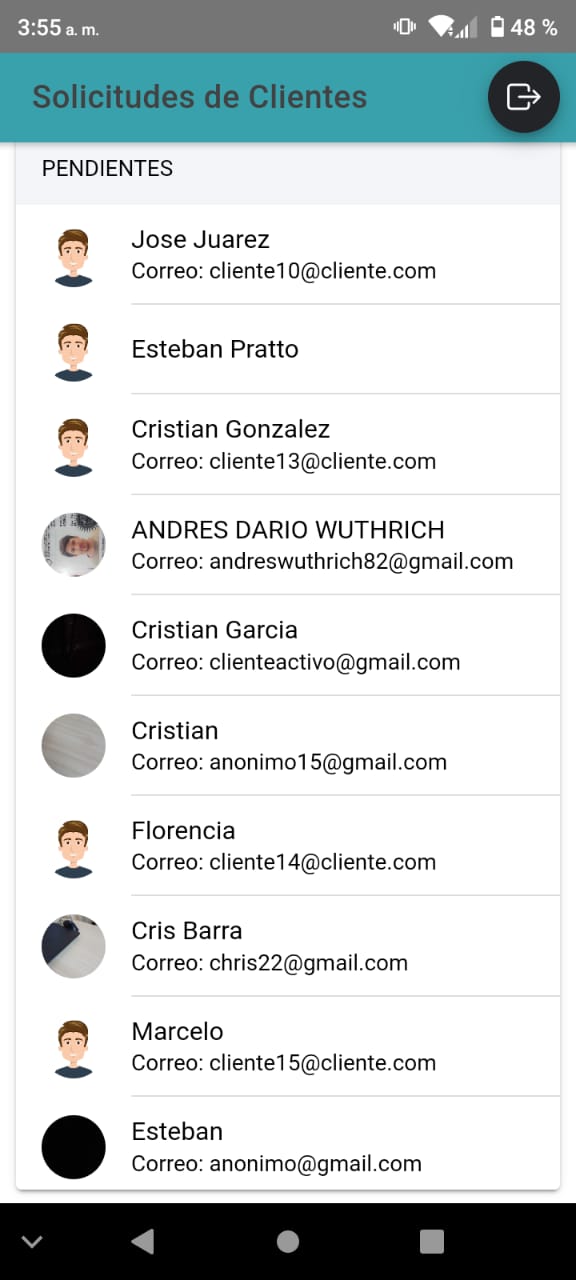 3:55 a. m.
48 %
Solicitudes de Clientes
PENDIENTES
Jose Juarez
Correo: cliente10@cliente.com
Esteban Pratto
Cristian Gonzalez
Correo: cliente13@cliente.com
ANDRES DARIO WUTHRICH
Correo: andreswuthrich82@gmail.com
Cristian Garcia
Correo: clienteactivo@gmail.com
Cristian
Correo: anonimo15@gmail.com
Florencia
Correo: cliente14@cliente.com
Cris Barra
Correo: chris22@gmail.com
Marcelo
Correo: cliente15@cliente.com
Esteban
Correo: anonimo@gmail.com